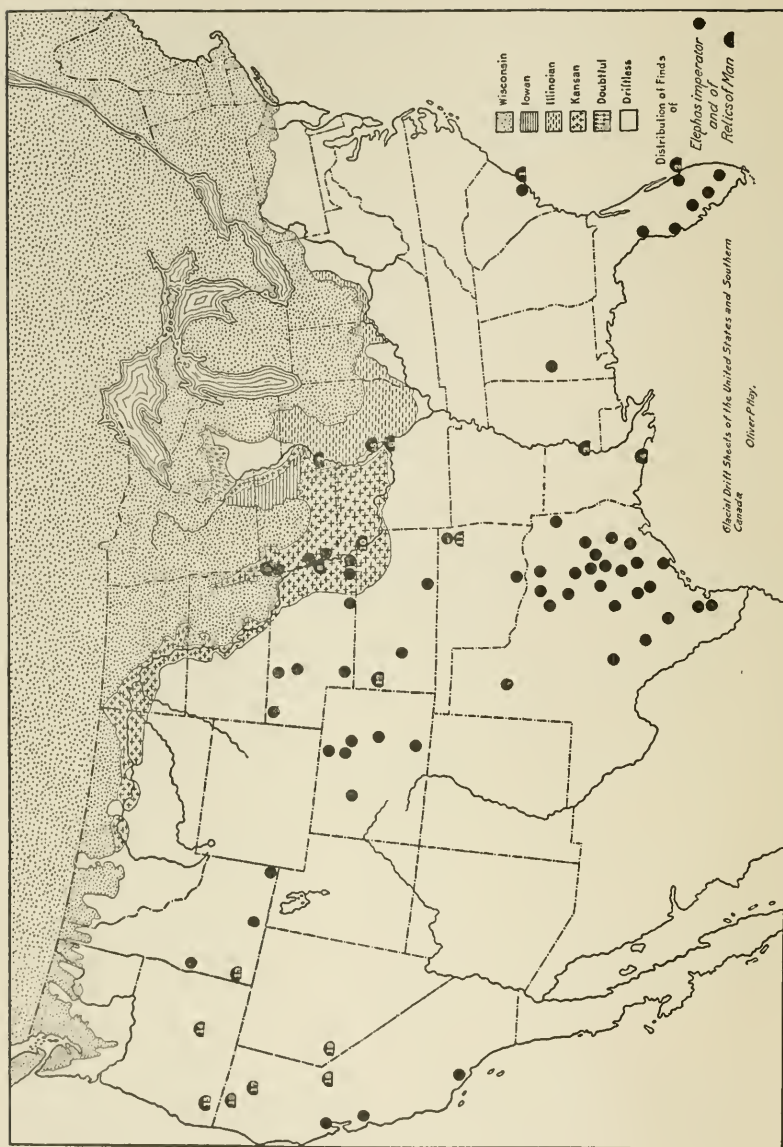 Wisconsin
Iowan
Illinoian
Kansan
Doubtful
Driftless
Distribution of Finds
of
Elephas imperator
and of
Relics of Man
Glacial Drift Sheets of the United States and Southern
Canada
Oliver P. Hay.